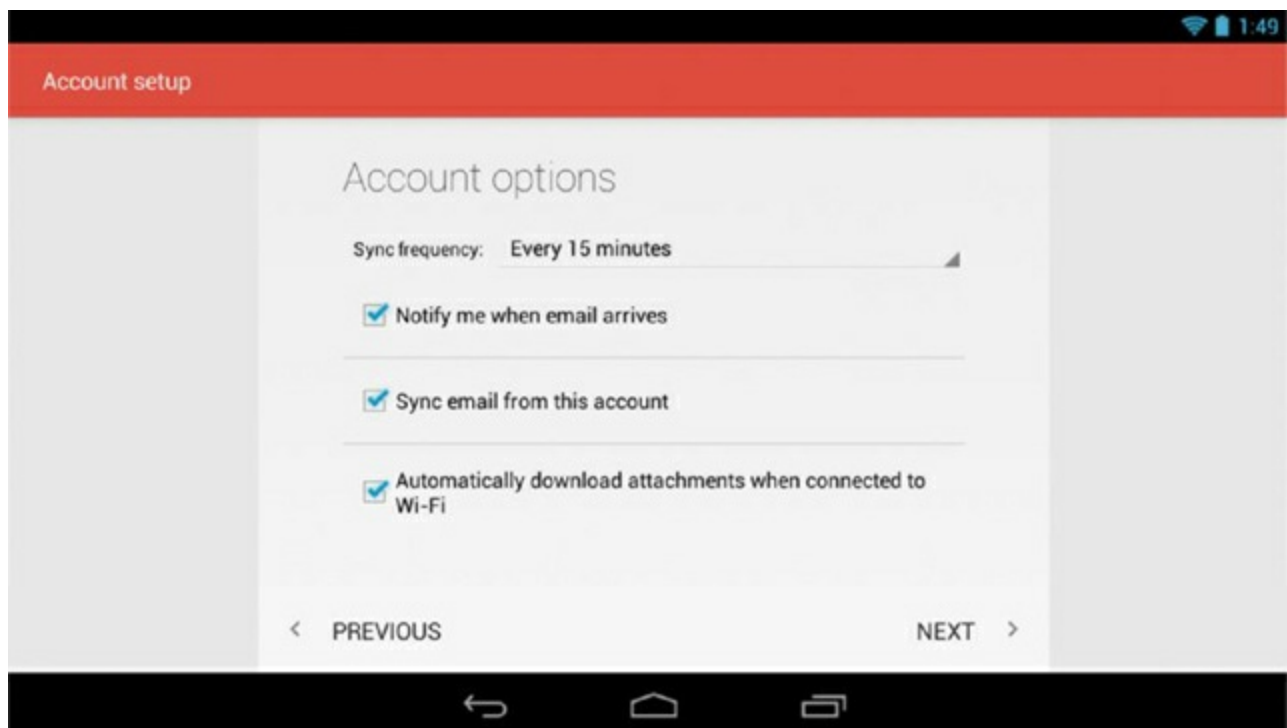 1:49
Account setup
Account options
Sync frequency: Every 15 minutes
Notify me when email arrives
Sync email from this account
Automatically download attachments when connected to
Wi-Fi
PREVIOUS NEXT